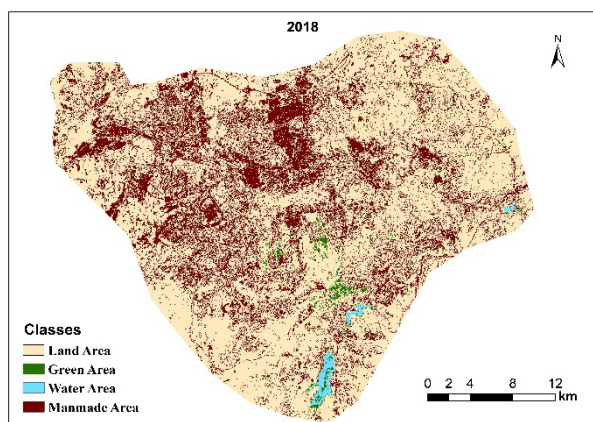 2018
N
Classes
Land Area
Green Area
Water Area
Manmade Area
0 2 4 8 12
km